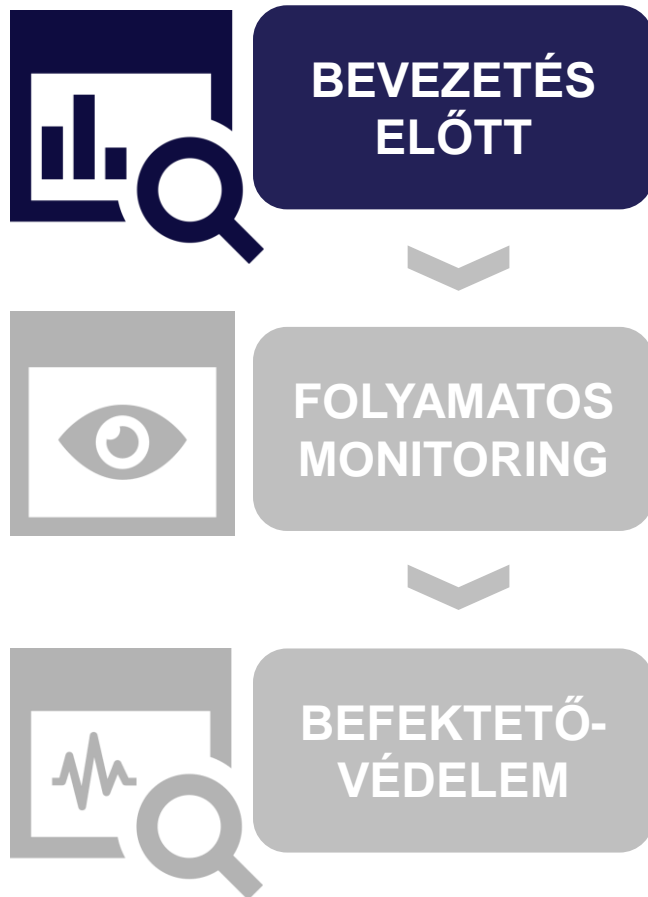 BEVEZETÉS
ELŐTT
FOLYAMATOS
MONITORING
BEFEKTETŐ-
VÉDELEM